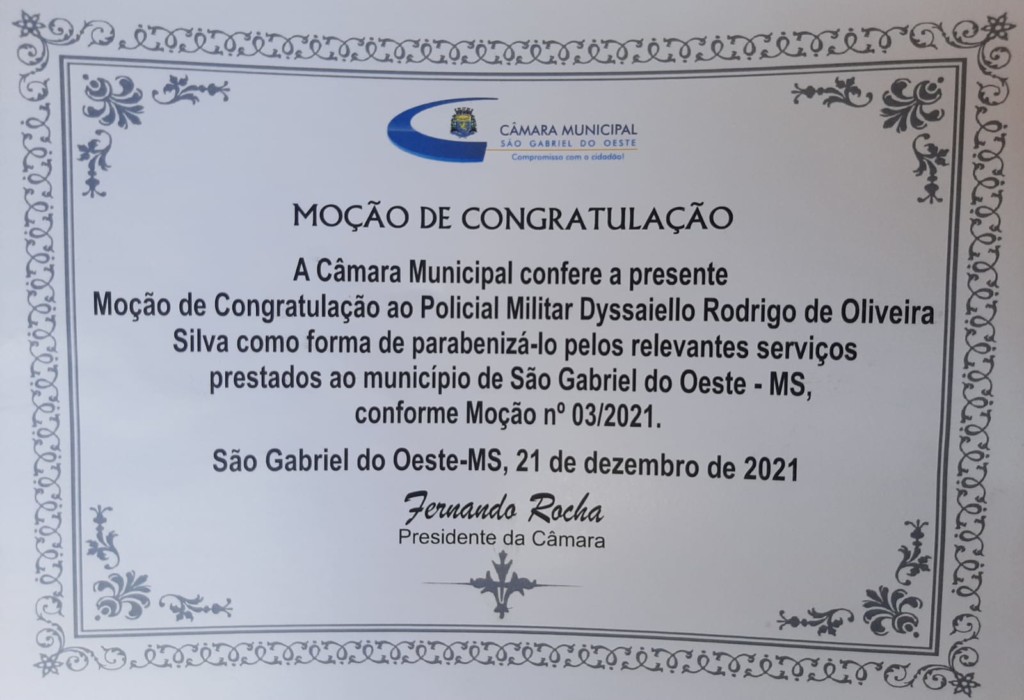 CÂMARA MUNICIPAL
SÃO GABRIEL DO OESTE
Compromisso com o cidadão!
MOÇÃO DE CONGRATULAÇÃO
A Câmara Municipal confere a presente
Moção de Congratulação ao Policial Militar Dyssaiello Rodrigo de Oliveira
Silva como forma de parabenizá-lo pelos relevantes serviços
prestados ao município de São Gabriel do Oeste - MS,
conforme Moção nº 03/2021.
São Gabriel do Oeste-MS, 21 de dezembro de 2021
Fernando Rocha
Presidente da Câmara